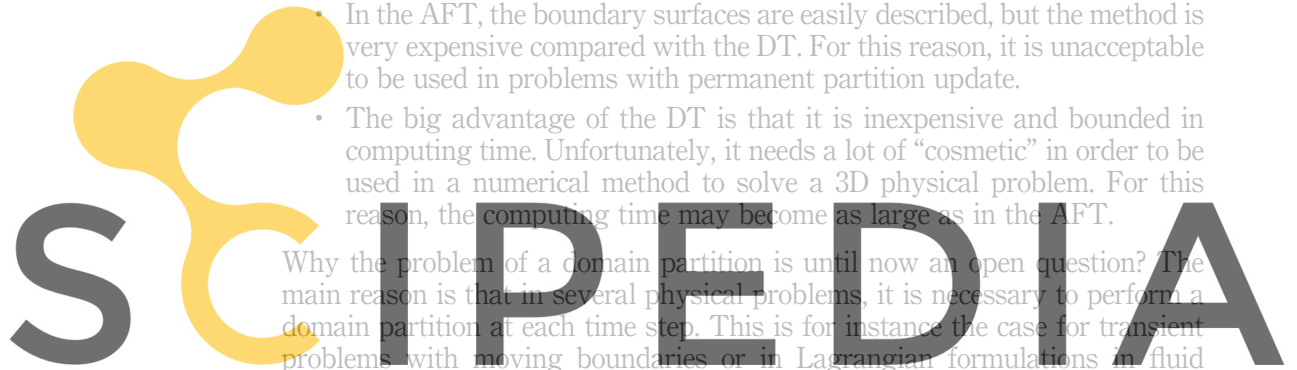 • In the AFT, the boundary surfaces are easily described, but the method is
very expensive compared with the DT. For this reason, it is unacceptable
to be used in problems with permanent partition update.
• The big advantage of the DT is that it is inexpensive and bounded in
computing time. Unfortunately, it needs a lot of “cosmetic” in order to be
used in a numerical method to solve a 3D physical problem. For this
reason, the computing time may become as large as in the AFT.
Why the problem of a domain partition is until now an open question? The
main reason is that in several physical problems, it is necessary to perform a
domain partition at each time step. This is for instance the case for transient
problems with moving boundaries or in Lagrangian formulations in fluid
SCIPEDIA